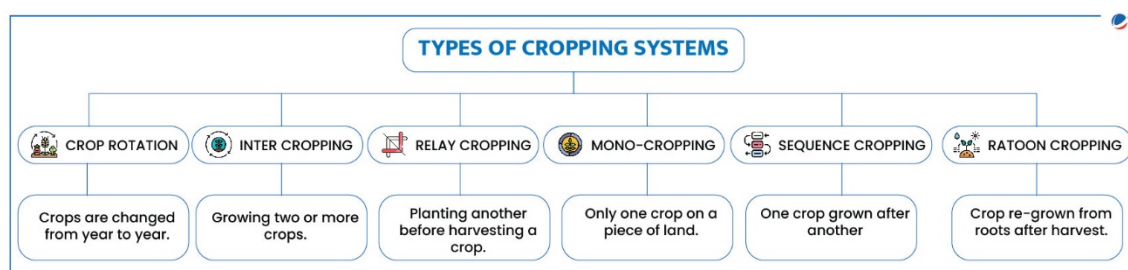 TYPES OF CROPPING SYSTEMS
CROP ROTATION
INTER CROPPING
RELAY CROPPING
MONO-CROPPING
SEQUENCE CROPPING
RATOON CROPPING
Crops are changed
from year to year.
Growing two or more
crops.
Planting another
before harvesting a
crop.
Only one crop on a
piece of land.
One crop grown after
another
Crop re-grown from
roots after harvest.